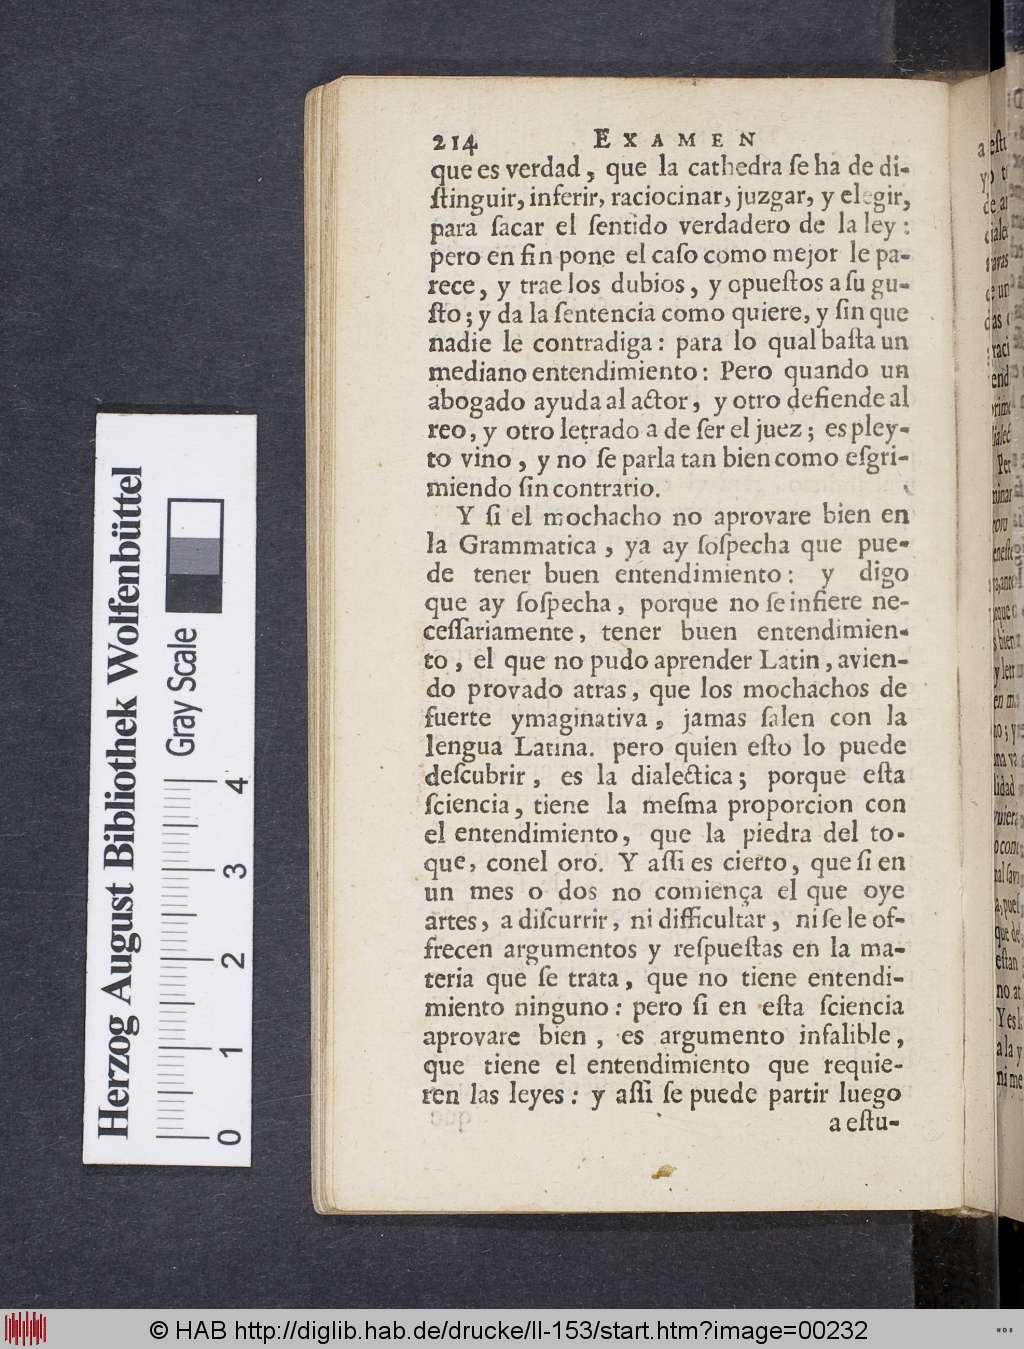 214 EXAMEN
que es verdad, que la cathedra ſe ha de di-
ſtinguir, inferir, raciocinar, juzgar, y elegir,
para ſacar el ſentido verdadero de la ley :
pero en fin pone el caſo como mejor le pa-
rece, y trae los dubios, y opueſtos a ſu gu-
ſto; y da la ſentencia como quiere, y ſin que
nadie le contradiga: para lo qual baſta un
mediano entendimiento: Pero quando un
abogado ayuda al actor, y otro defiende al
reo, y otro letrado a de ſer el juez; es pley-
to vino, y no ſe parla tan bien como eſgri-
miendo ſin contrario.
Y ſi el mochacho no aprovare bien en
la Grammatica, ya ay ſoſpecha que pue-
de tener buen entendimiento: y digo
que ay ſoſpecha, porque no ſe infiere ne-
ceſſariamente, tener buen entendimien-
to, el que no pudo aprender Latin, avien-
do provado atras, que los mochachos de
fuerte ymaginativa, jamas ſalen con la
lengua Latina. pero quien eſto lo puede
deſcubrir, es la dialectica; porque eſta
ſciencia, tiene la meſma proporcion con
el entendimiento, que la piedra del to-
que, conel oro. Y aſſi es cierto, que ſi en
un mes o dos no comiença el que oye
artes, a diſcurrir, ni difficultar, ni ſe le of-
frecen argumentos y reſpueſtas en la ma-
teria que ſe trata, que no tiene entendi-
miento ninguno: pero ſi en eſta ſciencia
aprovare bien, es argumento infalible,
que tiene el entendimiento que requie-
ren las leyes: y aſſi ſe puede partir luego
a eſtu-
Herzog August Bibliothek Wolfenbüttel
Gray Scale
0 1 2 3 4
© HAB http://diglib.hab.de/drucke/ll-153/start.htm?image=00232